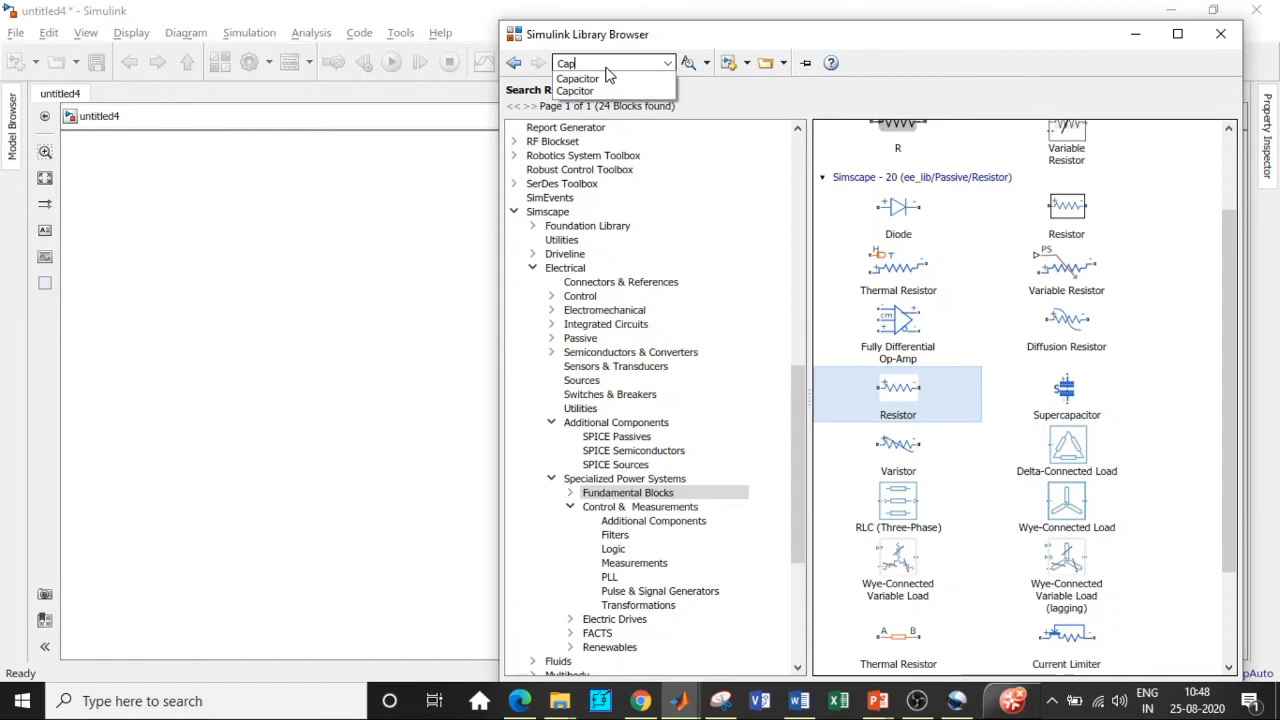 untitled4 * - Simulink
File Edit View Display Diagram Simulation Analysis Code Tools Help
untitled4
untitled4
Model Browser
Ready
Simulink Library Browser
Cap
Capacitor
Capcitor
Search R
<< >> Page 1 of 1 (24 Blocks found)
Report Generator
RF Blockset
Robotics System Toolbox
Robust Control Toolbox
SerDes Toolbox
SimEvents
Simscape
Foundation Library
Utilities
Driveline
Electrical
Connectors & References
Control
Electromechanical
Integrated Circuits
Passive
Semiconductors & Converters
Sensors & Transducers
Sources
Switches & Breakers
Utilities
Additional Components
SPICE Passives
SPICE Semiconductors
SPICE Sources
Specialized Power Systems
Fundamental Blocks
Control & Measurements
Additional Components
Filters
Logic
Measurements
PLL
Pulse & Signal Generators
Transformations
Electric Drives
FACTS
Renewables
Fluids
Multibody
R
Variable
Resistor
Simscape - 20 (ee_lib/Passive/Resistor)
Diode
Resistor
H T
PS
Thermal Resistor
Variable Resistor
cm
Fully Differential
Op-Amp
Diffusion Resistor
S
Resistor
Supercapacitor
Varistor
Delta-Connected Load
RLC (Three-Phase)
Wye-Connected Load
Wye-Connected
Variable Load
Wye-Connected
Variable Load
(lagging)
A B
Thermal Resistor
Current Limiter
Property Inspector
pAuto
Type here to search
ENG
IN
10:48
25-08-2020
1